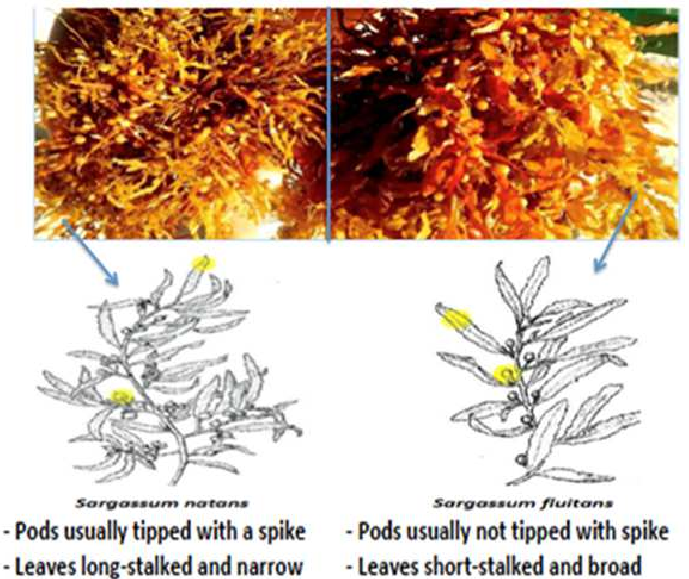 Sargassum natans
- Pods usually tipped with a spike
- Leaves long-stalked and narrow
Sargassum fluitans
- Pods usually not tipped with spike
- Leaves short-stalked and broad